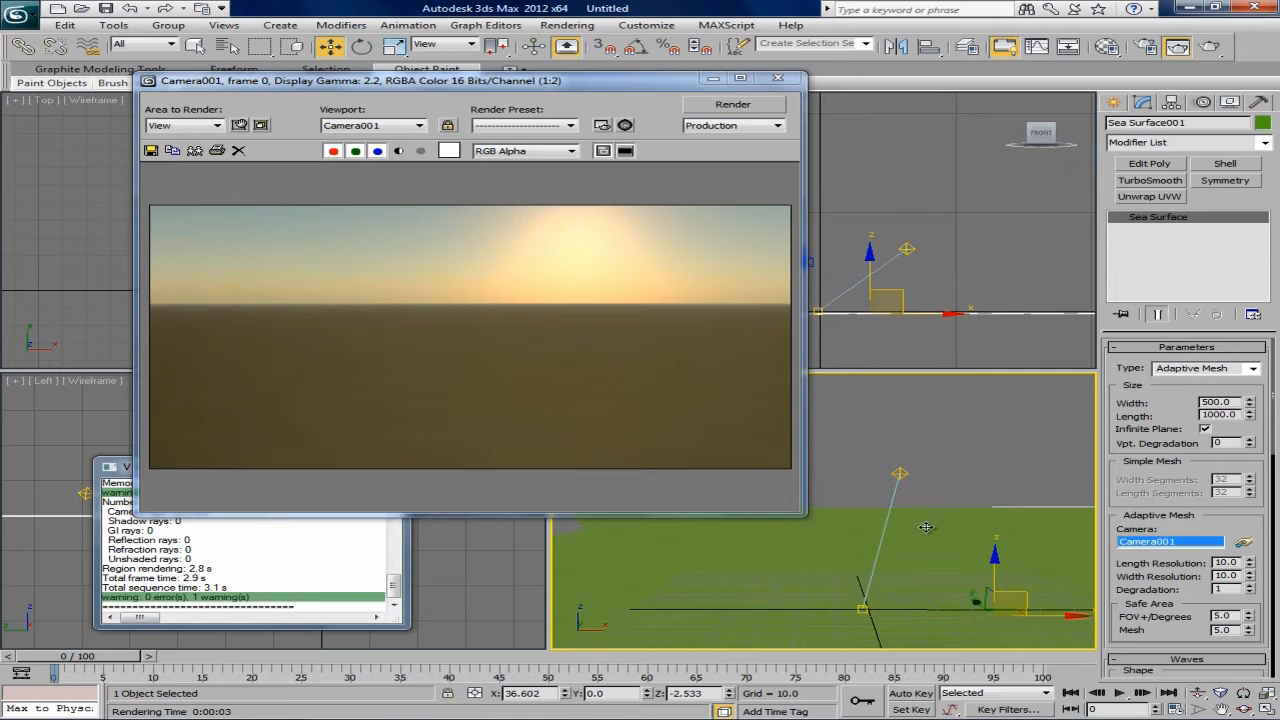 Autodesk 3ds Max 2012 x64 Untitled
Type a keyword or phrase
Edit Tools Group Views Create Modifiers Animation Graph Editors Rendering Customize MAXScript Help
All View Create Selection Se
Graphite Modeling Tools Freeform Selection Object Paint
Paint Objects Brush
Camera001, frame 0, Display Gamma: 2.2, RGBA Color 16 Bits/Channel (1:2)
Area to Render: Viewport: Render Preset: Render
View Camera001 Production
RGB Alpha
[ + ] [ Top ] [ Wireframe ]
[ + ] [ Left ] [ Wireframe ]
FRONT
Sea Surface001
Modifier List
Edit Poly Shell
TurboSmooth Symmetry
Unwrap UVW
Sea Surface
Parameters
Type: Adaptive Mesh
Size
Width: 500.0
Length: 1000.0
Infinite Plane:
Vpt. Degradation 0
Simple Mesh
Width Segments: 32
Length Segments: 32
Adaptive Mesh
Camera:
Camera001
Length Resolution: 10.0
Width Resolution: 10.0
Degradation: 1
Safe Area
FOV+/Degrees 5.0
Mesh 5.0
Waves
Shape
Shadow rays: 0
GI rays: 0
Reflection rays: 0
Refraction rays: 0
Unshaded rays: 0
Region rendering: 2.8 s
Total frame time: 2.9 s
Total sequence time: 3.1 s
warning: 0 error(s), 1 warning(s)
================================
0 / 100
0 5 10 15 20 25 30 35 40 45 50 55 60 65 70 75 80 85 90 95 100
1 Object Selected X: 36.602 Y: 0.0 Z: -2.533 Grid = 10.0 Auto Key Selected
Max to Physc. Rendering Time 0:00:03 Add Time Tag Set Key Key Filters... 0